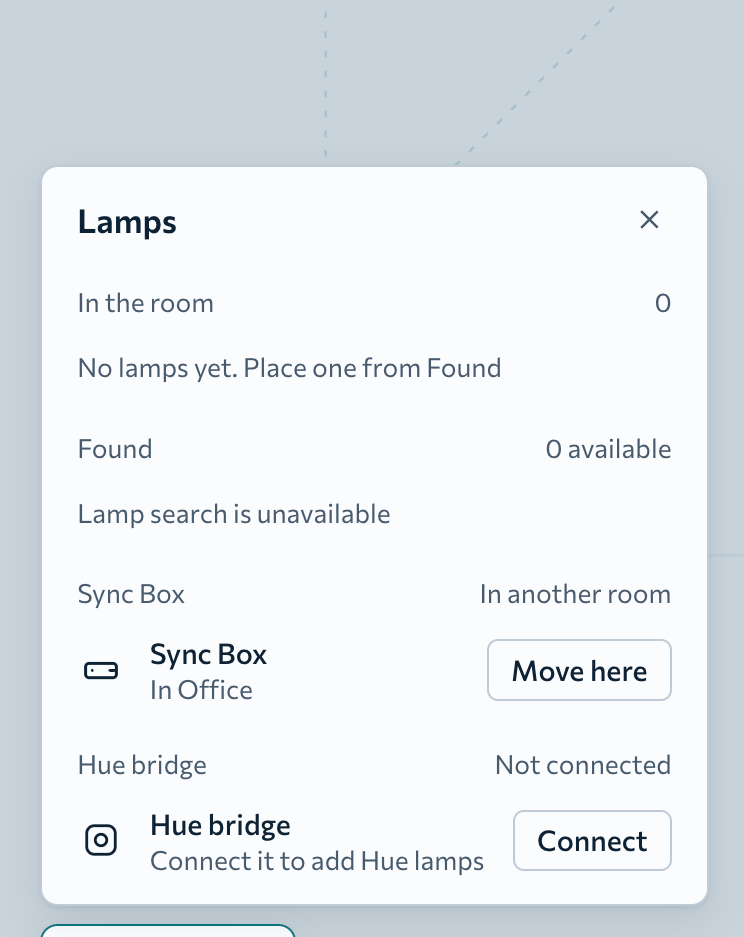 Lamps
In the room 0
No lamps yet. Place one from Found
Found 0 available
Lamp search is unavailable
Sync Box In another room
Sync Box
In Office
Move here
Hue bridge Not connected
Hue bridge
Connect it to add Hue lamps
Connect